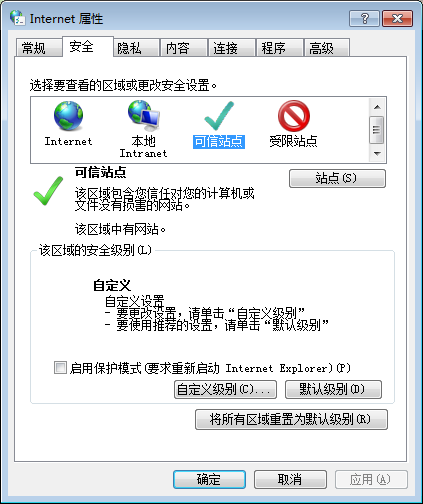 Internet 属性
常规 安全 隐私 内容 连接 程序 高级
选择要查看的区域或更改安全设置。
Internet
本地
Intranet
可信站点
受限站点
可信站点
站点(S)
该区域包含您信任对您的计算机或
文件没有损害的网站。
该区域中有网站。
该区域的安全级别(L)
自定义
自定义设置
- 要更改设置，请单击“自定义级别”
- 要使用推荐的设置，请单击“默认级别”
启用保护模式(要求重新启动 Internet Explorer)(P)
自定义级别(C)...
默认级别(D)
将所有区域重置为默认级别(R)
确定
取消
应用(A)